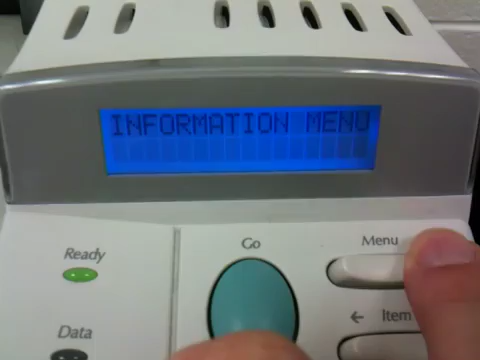 INFORMATION MENU
Go
Menu
Ready
← Item
Data